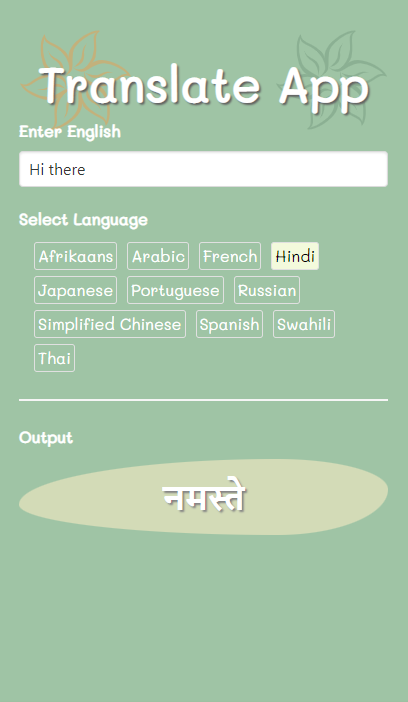 Translate App
Enter English
Hi there
Select Language
Afrikaans Arabic French Hindi
Japanese Portuguese Russian
Simplified Chinese Spanish Swahili
Thai
Output
नमस्ते